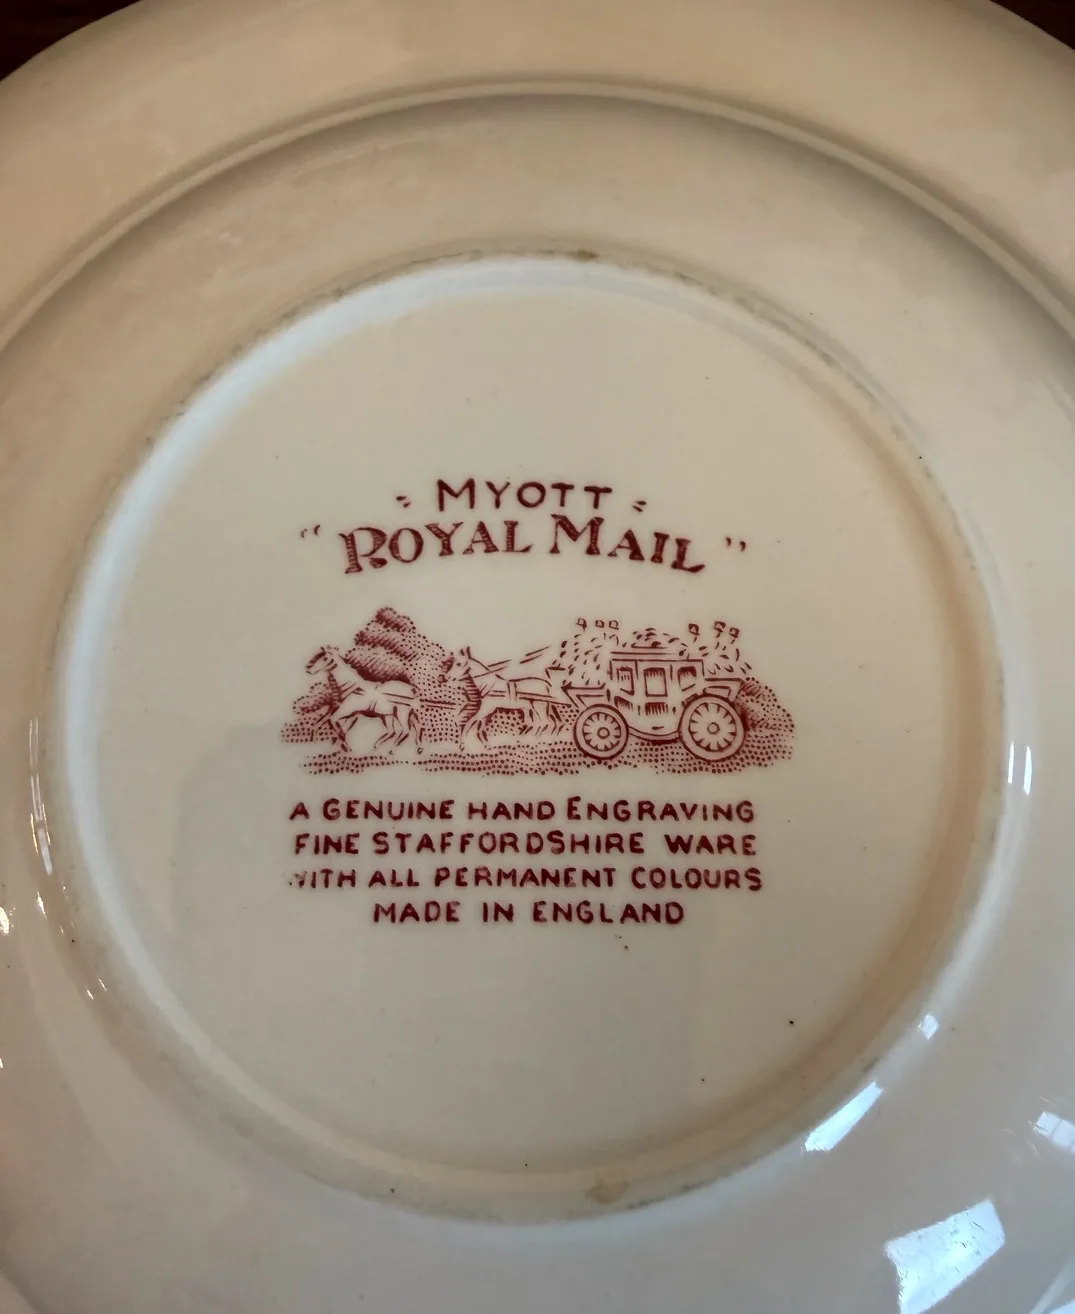 MYOTT
"ROYAL MAIL"
A GENUINE HAND ENGRAVING
FINE STAFFORDSHIRE WARE
WITH ALL PERMANENT COLOURS
MADE IN ENGLAND